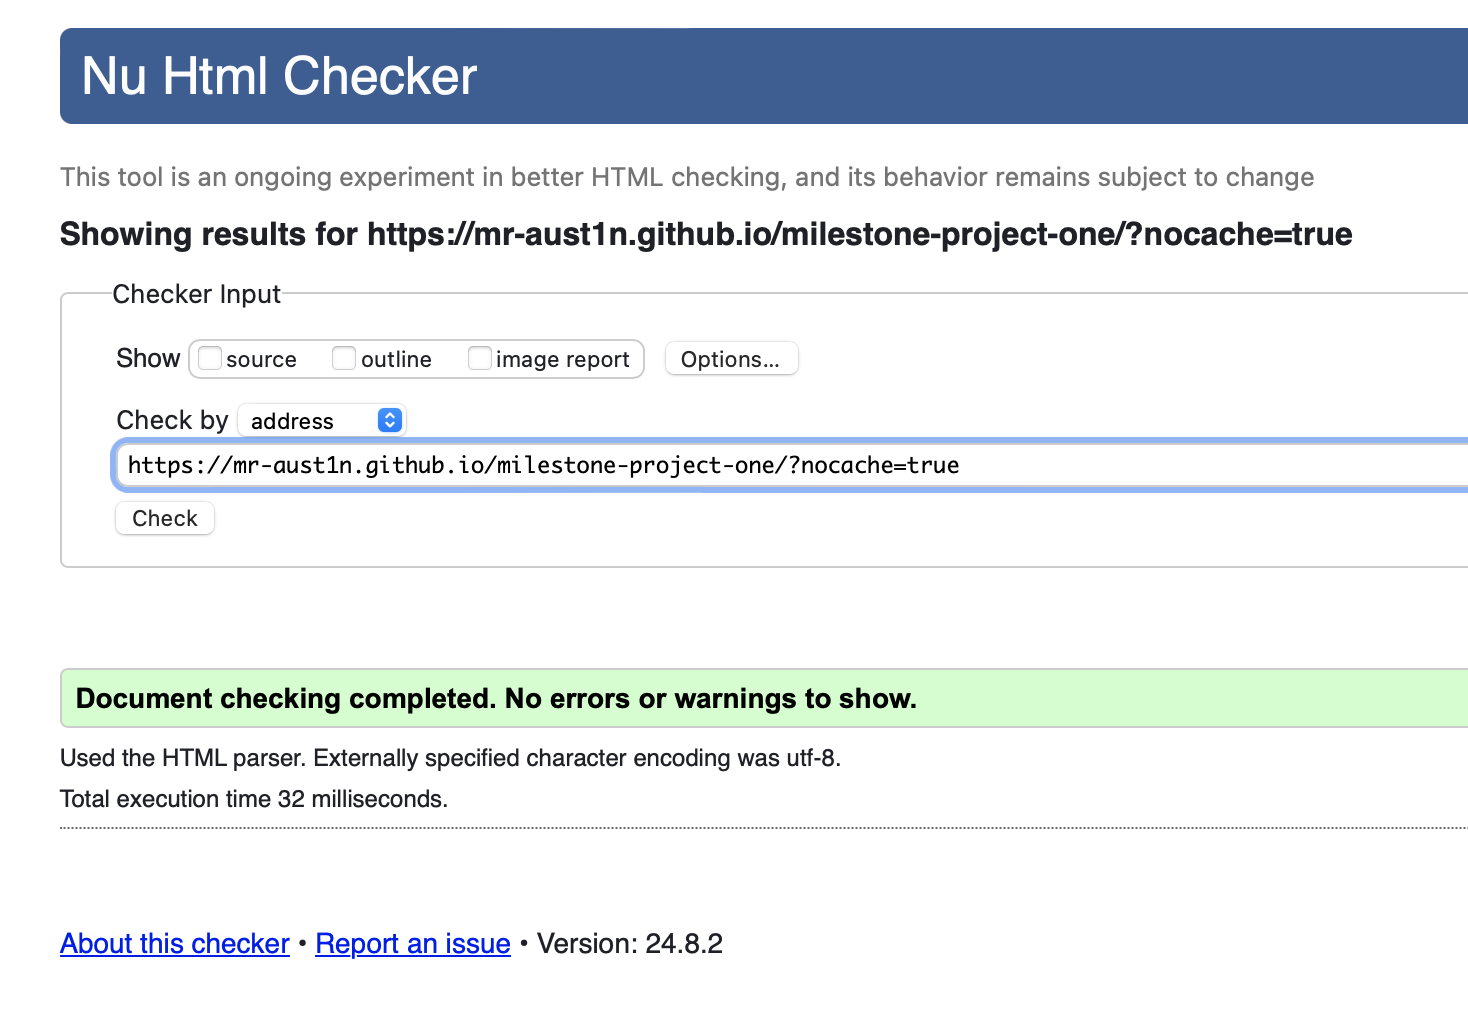 Nu Html Checker
This tool is an ongoing experiment in better HTML checking, and its behavior remains subject to change
Showing results for https://mr-aust1n.github.io/milestone-project-one/?nocache=true
Checker Input
Show source outline image report Options...
Check by address
https://mr-aust1n.github.io/milestone-project-one/?nocache=true
Check
Document checking completed. No errors or warnings to show.
Used the HTML parser. Externally specified character encoding was utf-8.
Total execution time 32 milliseconds.
About this checker • Report an issue • Version: 24.8.2